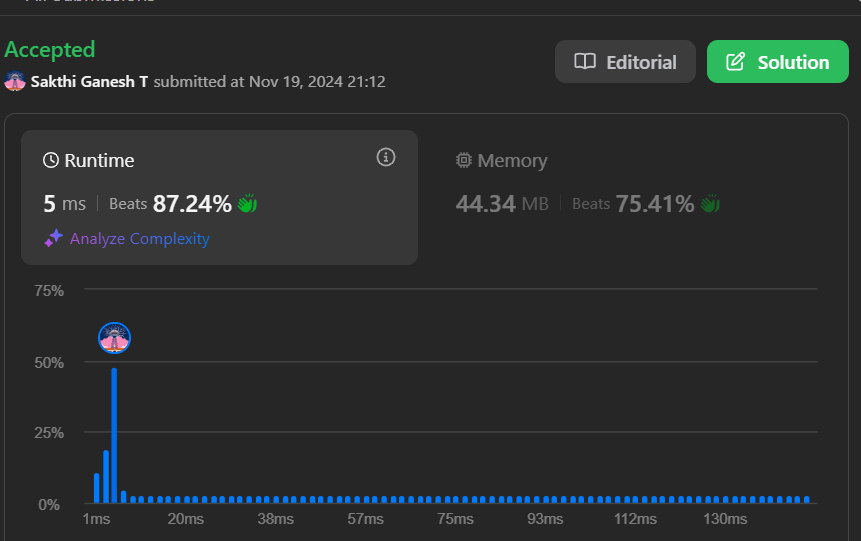 Accepted
Editorial
Solution
Sakthi Ganesh T submitted at Nov 19, 2024 21:12
Runtime
Memory
5 ms | Beats 87.24%
44.34 MB | Beats 75.41%
Analyze Complexity
75%
50%
25%
0%
1ms 20ms 38ms 57ms 75ms 93ms 112ms 130ms